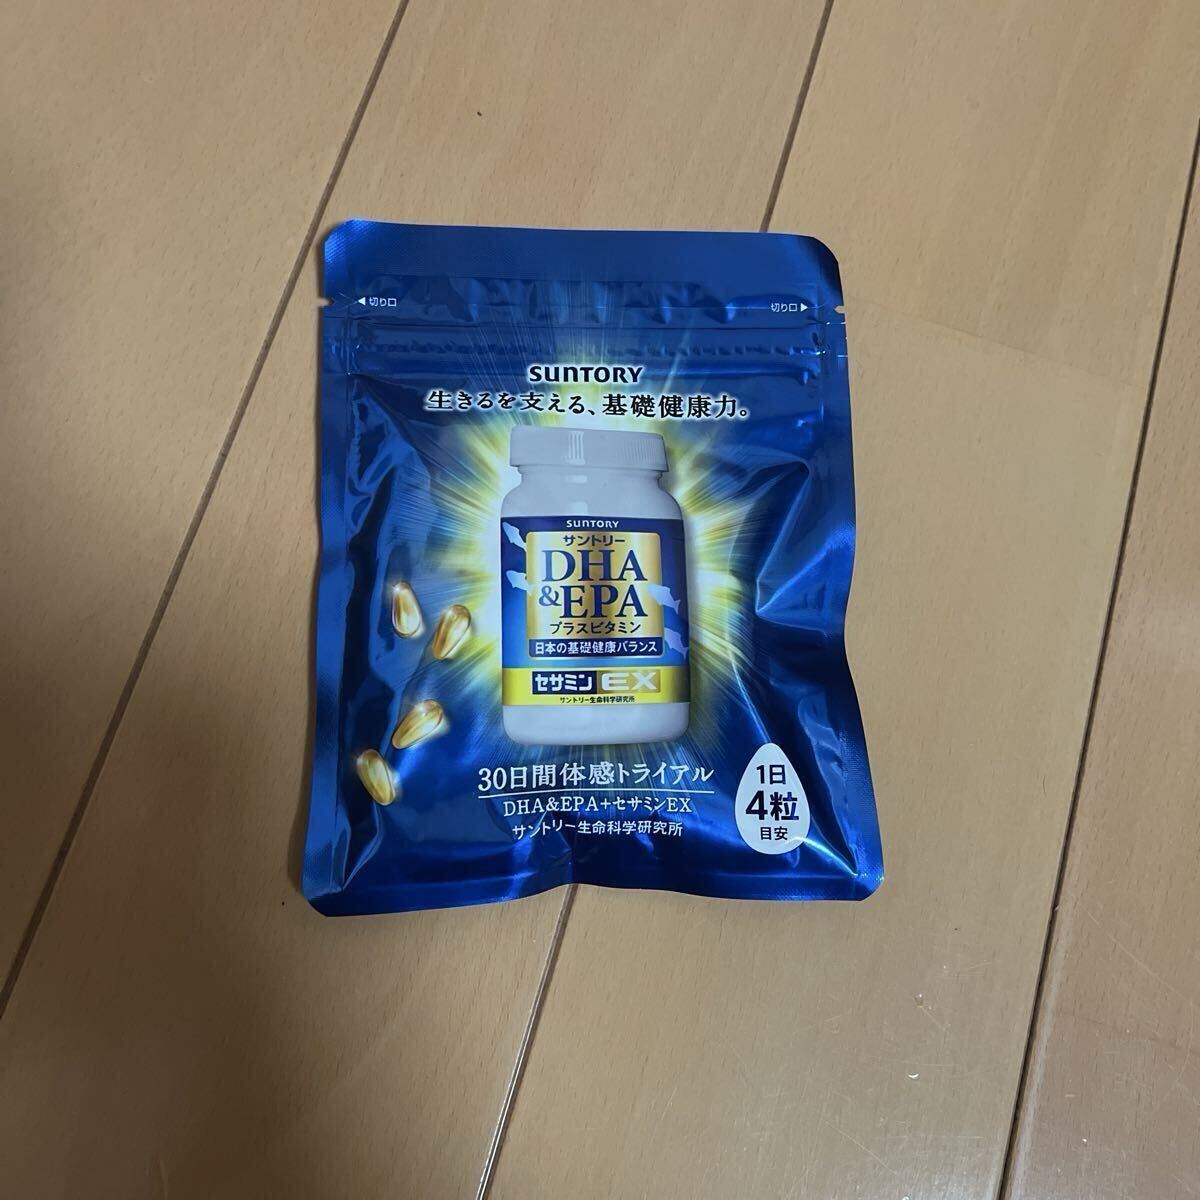 ◀切り口
切り口▶
SUNTORY
生きるを支える、基礎健康力。
SUNTORY
サントリー
DHA
&EPA
プラスビタミン
日本の基礎健康バランス
セサミン EX
サントリー生命科学研究所
30日間体感トライアル
DHA&EPA+セサミンEX
サントリー生命科学研究所
1日
4粒
目安